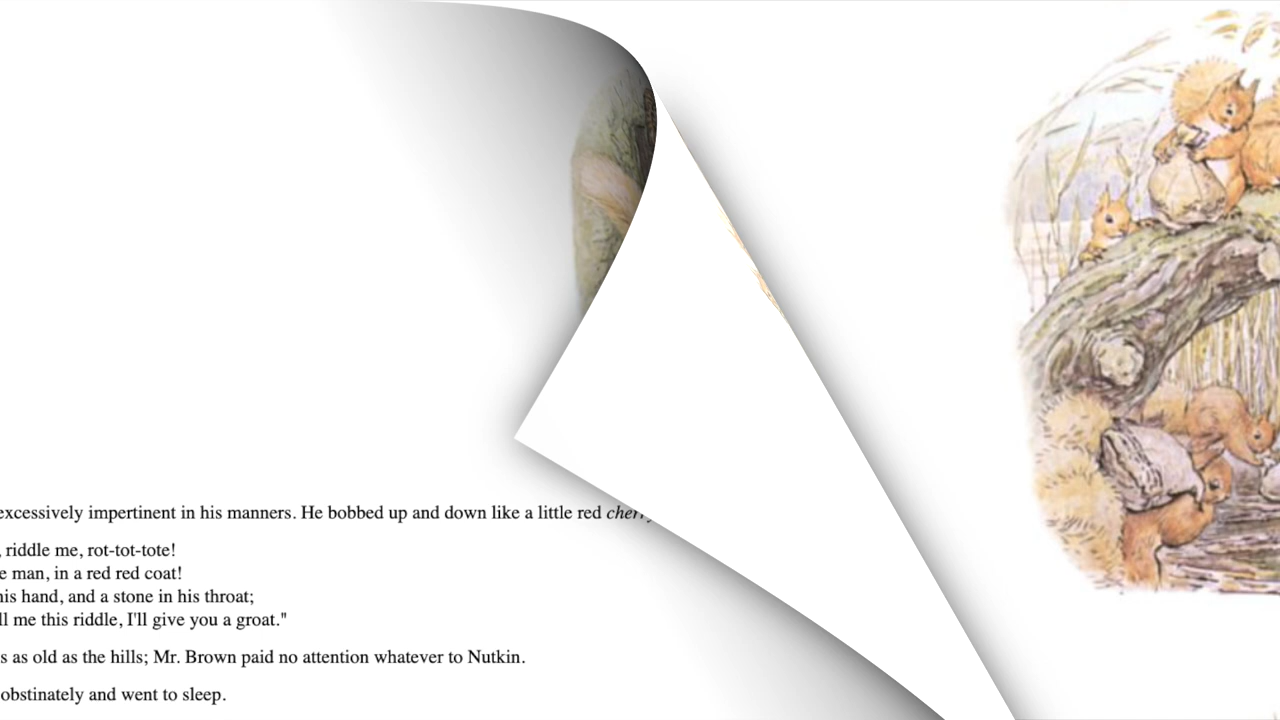 excessively impertinent in his manners. He bobbed up and down like a little red cherry
, riddle me, rot-tot-tote!
e man, in a red red coat!
his hand, and a stone in his throat;
ll me this riddle, I'll give you a groat."
s as old as the hills; Mr. Brown paid no attention whatever to Nutkin.
obstinately and went to sleep.